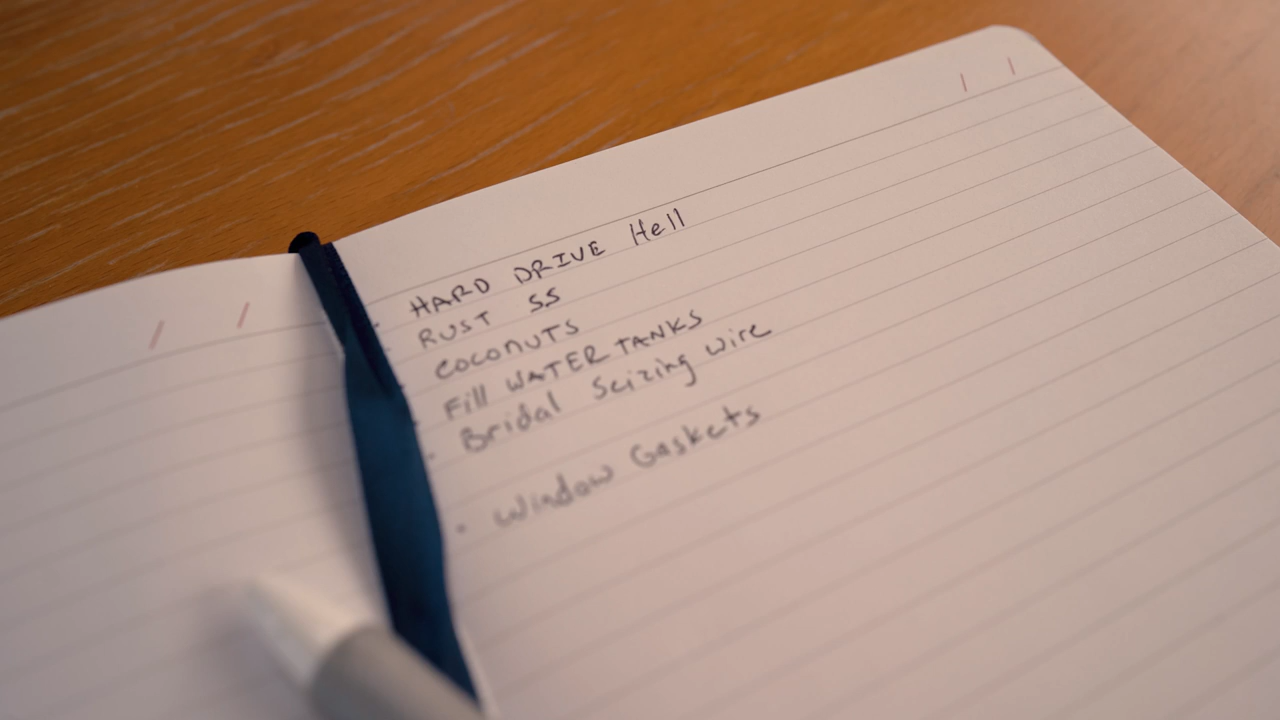 / /
/ /
HARD DRIVE Hell
RUST SS
COCONUTS
Fill WATER TANKS
· Bridal Seizing wire
· Window Gaskets